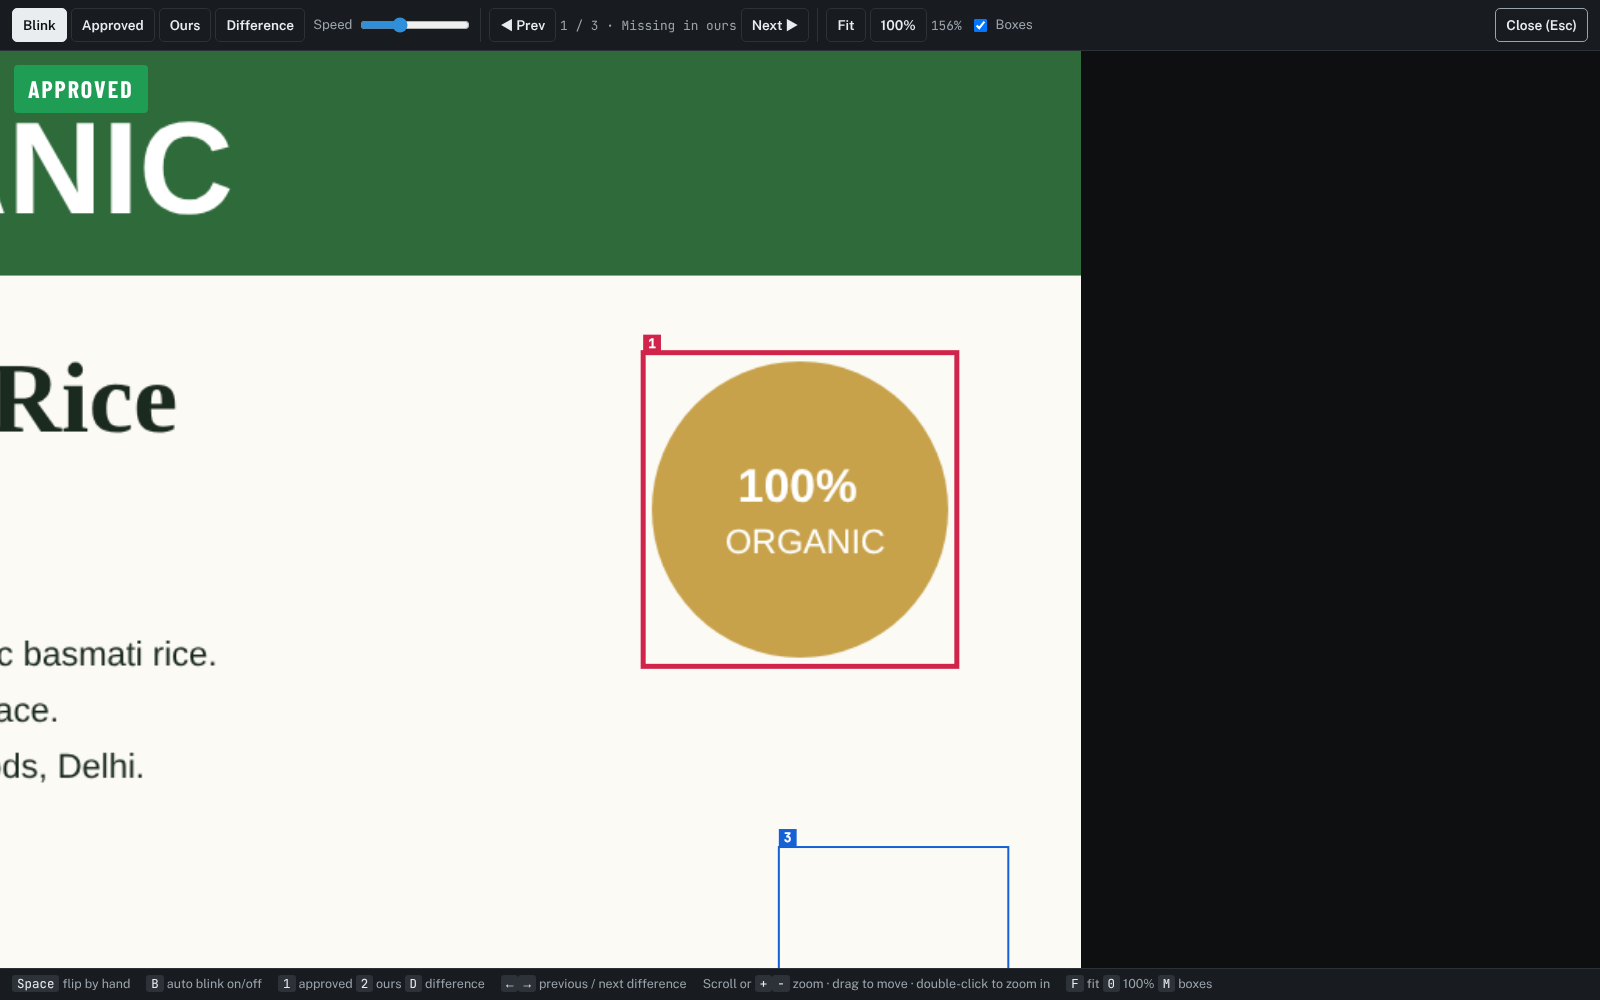 Blink Approved Ours Difference Speed ◀ Prev 1 / 3 · Missing in ours Next ▶ Fit 100% 156% Boxes Close (Esc)
APPROVED
ANIC
1
Rice
100%
ORGANIC
c basmati rice.
ace.
ds, Delhi.
3
Space flip by hand B auto blink on/off 1 approved 2 ours D difference ← → previous / next difference Scroll or + - zoom · drag to move · double-click to zoom in F fit 0 100% M boxes